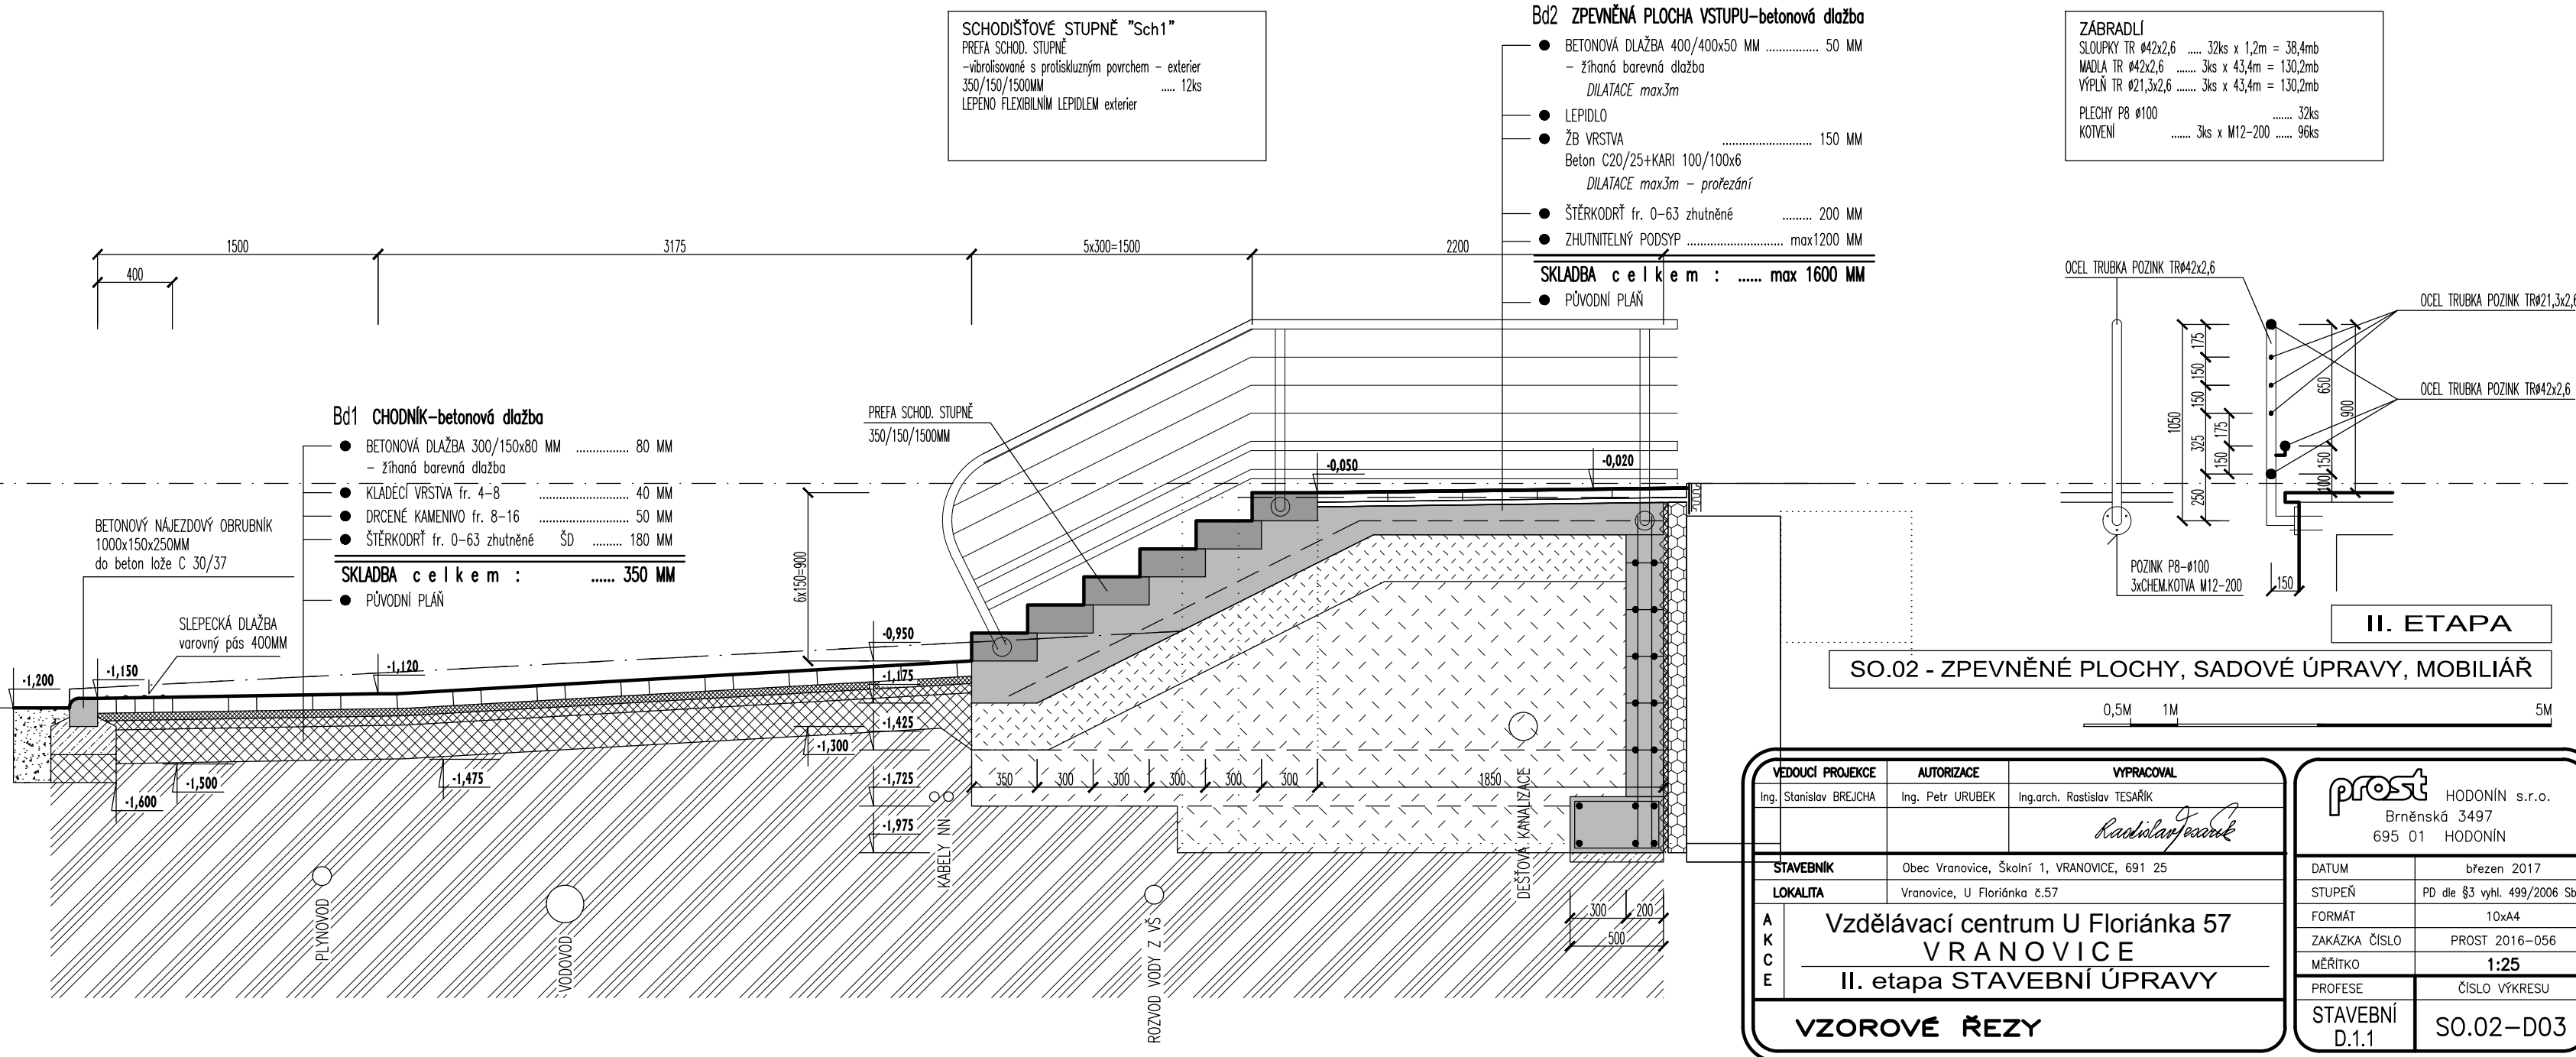 SCHODIŠŤOVÉ STUPNĚ "Sch1"
PREFA SCHOD. STUPNĚ
-vibrolisované s protiskluzným povrchem - exterier
350/150/1500MM ..... 12ks
LEPENO FLEXIBILNÍM LEPIDLEM exterier
Bd2 ZPEVNĚNÁ PLOCHA VSTUPU-betonová dlažba
● BETONOVÁ DLAŽBA 400/400x50 MM ................ 50 MM
- žíhaná barevná dlažba
DILATACE max3m
● LEPIDLO
● ŽB VRSTVA ........................... 150 MM
Beton C20/25+KARI 100/100x6
DILATACE max3m - prořezání
● ŠTĚRKODRŤ fr. 0-63 zhutněné ......... 200 MM
● ZHUTNITELNÝ PODSYP ............................. max1200 MM
SKLADBA celkem : ...... max 1600 MM
● PŮVODNÍ PLÁŇ
ZÁBRADLÍ
SLOUPKY TR ø42x2,6 ..... 32ks x 1,2m = 38,4mb
MADLA TR ø42x2,6 ....... 3ks x 43,4m = 130,2mb
VÝPLŇ TR ø21,3x2,6 ....... 3ks x 43,4m = 130,2mb
PLECHY P8 ø100 ....... 32ks
KOTVENÍ ....... 3ks x M12-200 ...... 96ks
1500
3175
5x300=1500
2200
400
Bd1 CHODNÍK-betonová dlažba
● BETONOVÁ DLAŽBA 300/150x80 MM ................ 80 MM
- žíhaná barevná dlažba
● KLADECÍ VRSTVA fr. 4-8 ........................... 40 MM
● DRCENÉ KAMENIVO fr. 8-16 ........................... 50 MM
● ŠTĚRKODRŤ fr. 0-63 zhutněné ŠD ......... 180 MM
SKLADBA celkem : ...... 350 MM
● PŮVODNÍ PLÁŇ
BETONOVÝ NÁJEZDOVÝ OBRUBNÍK
1000x150x250MM
do beton lože C 30/37
SLEPECKÁ DLAŽBA
varovný pás 400MM
PREFA SCHOD. STUPNĚ
350/150/1500MM
6x150=900
-0,050
-0,020
-1,200
-1,150
-1,120
-0,950
-1,175
-1,425
-1,300
-1,500
-1,475
-1,600
-1,725
-1,975
350
300
300
300
300
300
1850
300
200
500
PLYNOVOD
VODOVOD
KABELY NN
ROZVOD VODY Z VŠ
DEŠŤOVÁ KANALIZACE
OCEL TRUBKA POZINK TRø42x2,6
OCEL TRUBKA POZINK TRø21,3x2,6
OCEL TRUBKA POZINK TRø42x2,6
1050
175
150
150
325
175
150
250
650
900
150
100
150
POZINK P8-ø100
3xCHEM.KOTVA M12-200
II. ETAPA
SO.02 - ZPEVNĚNÉ PLOCHY, SADOVÉ ÚPRAVY, MOBILIÁŘ
0,5M 1M 5M
VEDOUCÍ PROJEKCE AUTORIZACE VYPRACOVAL
Ing. Stanislav BREJCHA Ing. Petr URUBEK Ing.arch. Rastislav TESAŘÍK
STAVEBNÍK Obec Vranovice, Školní 1, VRANOVICE, 691 25
LOKALITA Vranovice, U Floriánka č.57
AKCE
Vzdělávací centrum U Floriánka 57
VRANOVICE
II. etapa STAVEBNÍ ÚPRAVY
VZOROVÉ ŘEZY
prost HODONÍN s.r.o.
Brněnská 3497
695 01 HODONÍN
DATUM březen 2017
STUPEŇ PD dle §3 vyhl. 499/2006 Sb
FORMÁT 10xA4
ZAKÁZKA ČÍSLO PROST 2016-056
MĚŘÍTKO 1:25
PROFESE ČÍSLO VÝKRESU
STAVEBNÍ
D.1.1
SO.02-D03